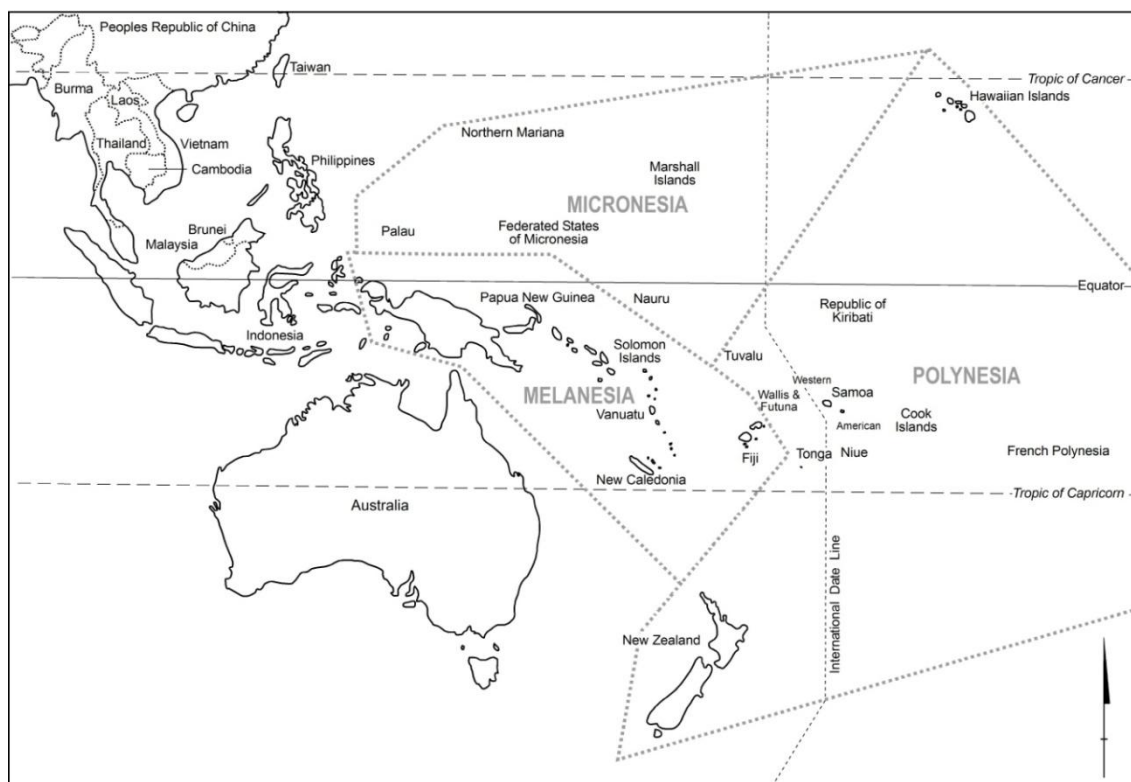 Peoples Republic of China
Taiwan
Tropic of Cancer
Burma
Laos
Hawaiian Islands
Northern Mariana
Thailand
Vietnam
Philippines
Cambodia
Marshall
Islands
MICRONESIA
Brunei
Palau
Federated States
of Micronesia
Malaysia
Equator
Papua New Guinea
Nauru
Republic of
Kiribati
Indonesia
Solomon
Islands
Tuvalu
POLYNESIA
Western
MELANESIA
Wallis &
Futuna
Samoa
Vanuatu
American
Cook
Islands
Fiji
Tonga
Niue
French Polynesia
New Caledonia
Tropic of Capricorn
Australia
International Date Line
New Zealand